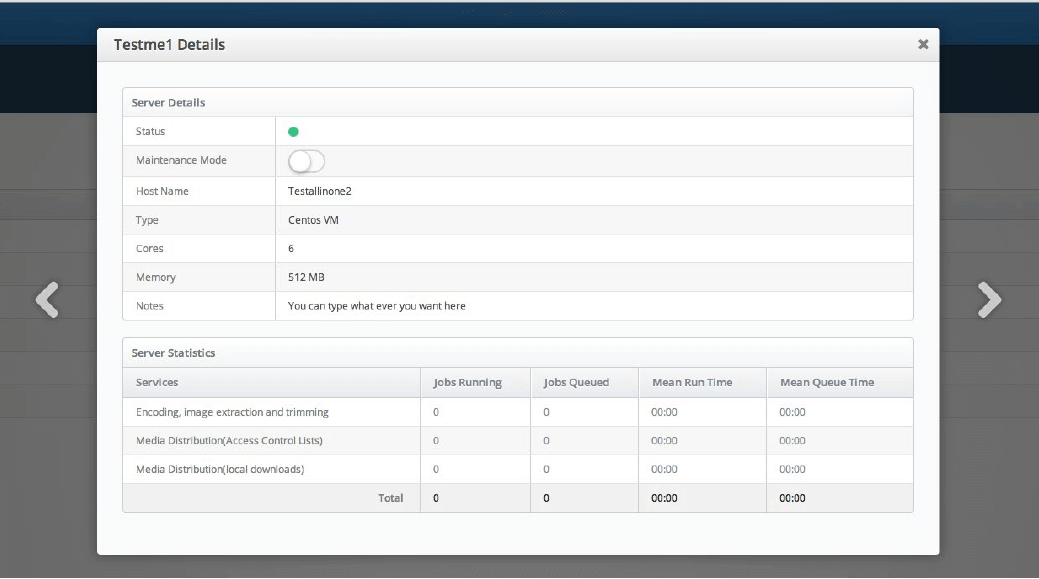 Testme1 Details
Server Details
Status
Maintenance Mode
Host Name Testallinone2
Type Centos VM
Cores 6
Memory 512 MB
Notes You can type what ever you want here
Server Statistics
Services Jobs Running Jobs Queued Mean Run Time Mean Queue Time
Encoding, image extraction and trimming 0 0 00:00 00:00
Media Distribution(Access Control Lists) 0 0 00:00 00:00
Media Distribution(local downloads) 0 0 00:00 00:00
Total 0 0 00:00 00:00